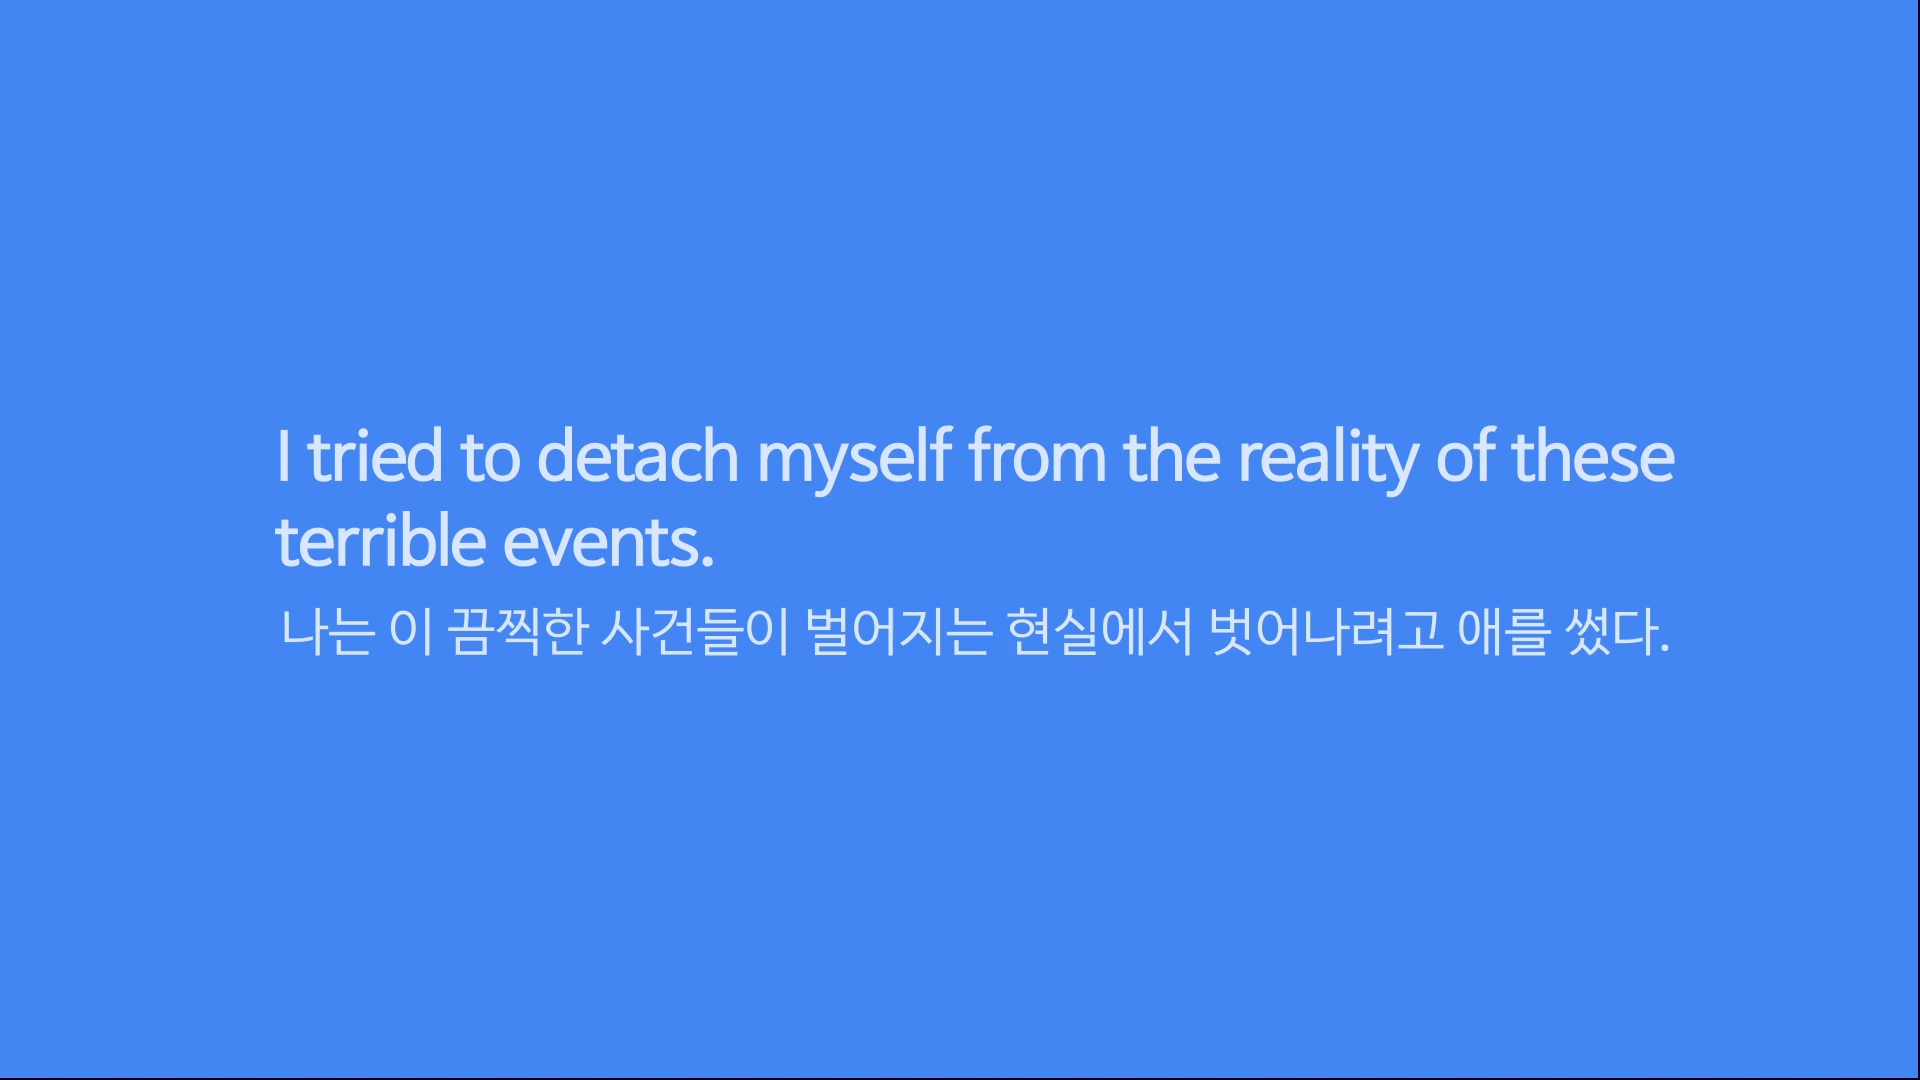 I tried to detach myself from the reality of these
terrible events.
나는 이 끔찍한 사건들이 벌어지는 현실에서 벗어나려고 애를 썼다.